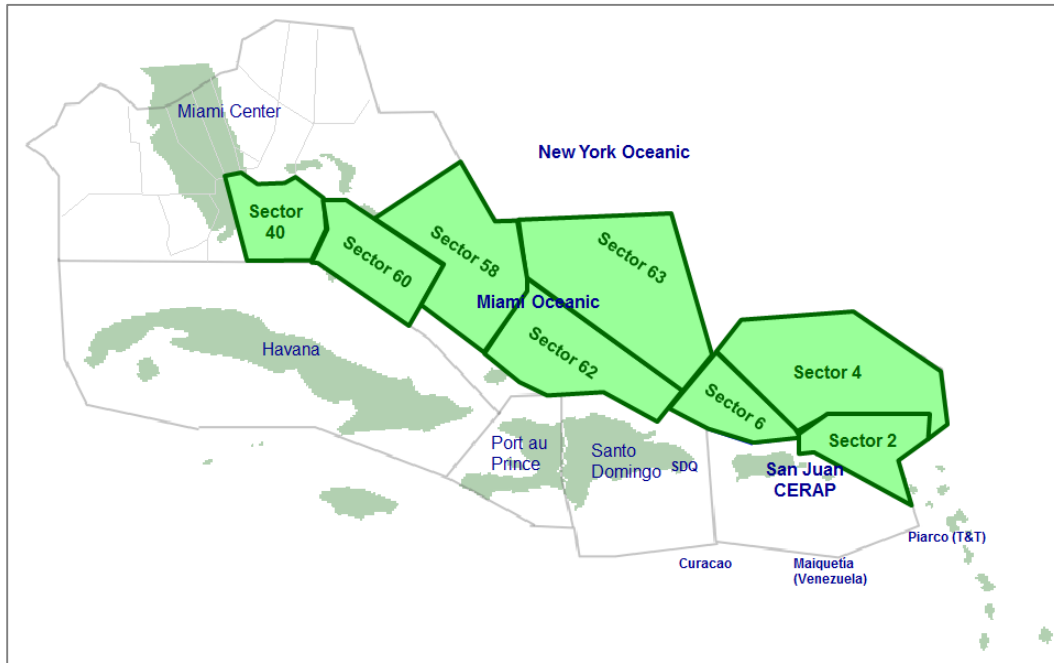 Miami Center
New York Oceanic
Sector
40
Sector 60
Sector 58
Sector 63
Miami Oceanic
Havana
Sector 62
Sector 4
Sector 6
Sector 2
Port au
Prince
Santo
Domingo
SDQ
San Juan
CERAP
Piarco (T&T)
Curacao
Maiquetia
(Venezuela)